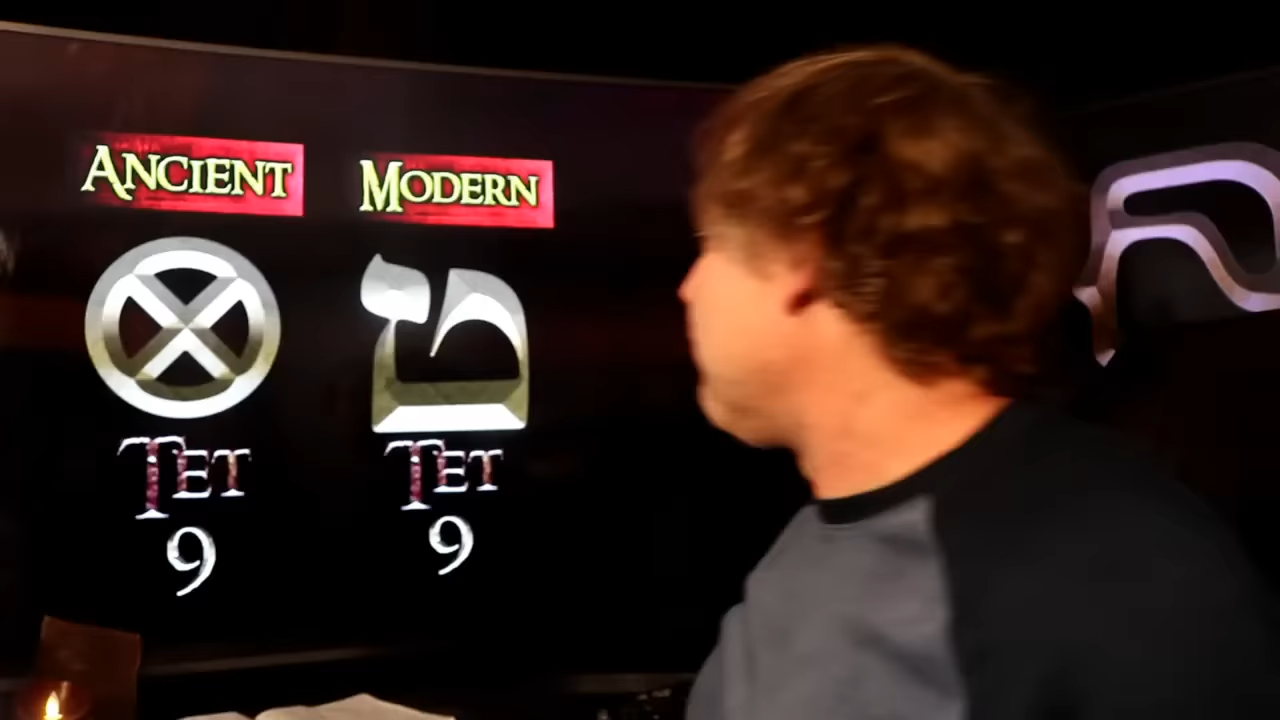 ANCIENT MODERN
⊗ ט
TET TET
9 9